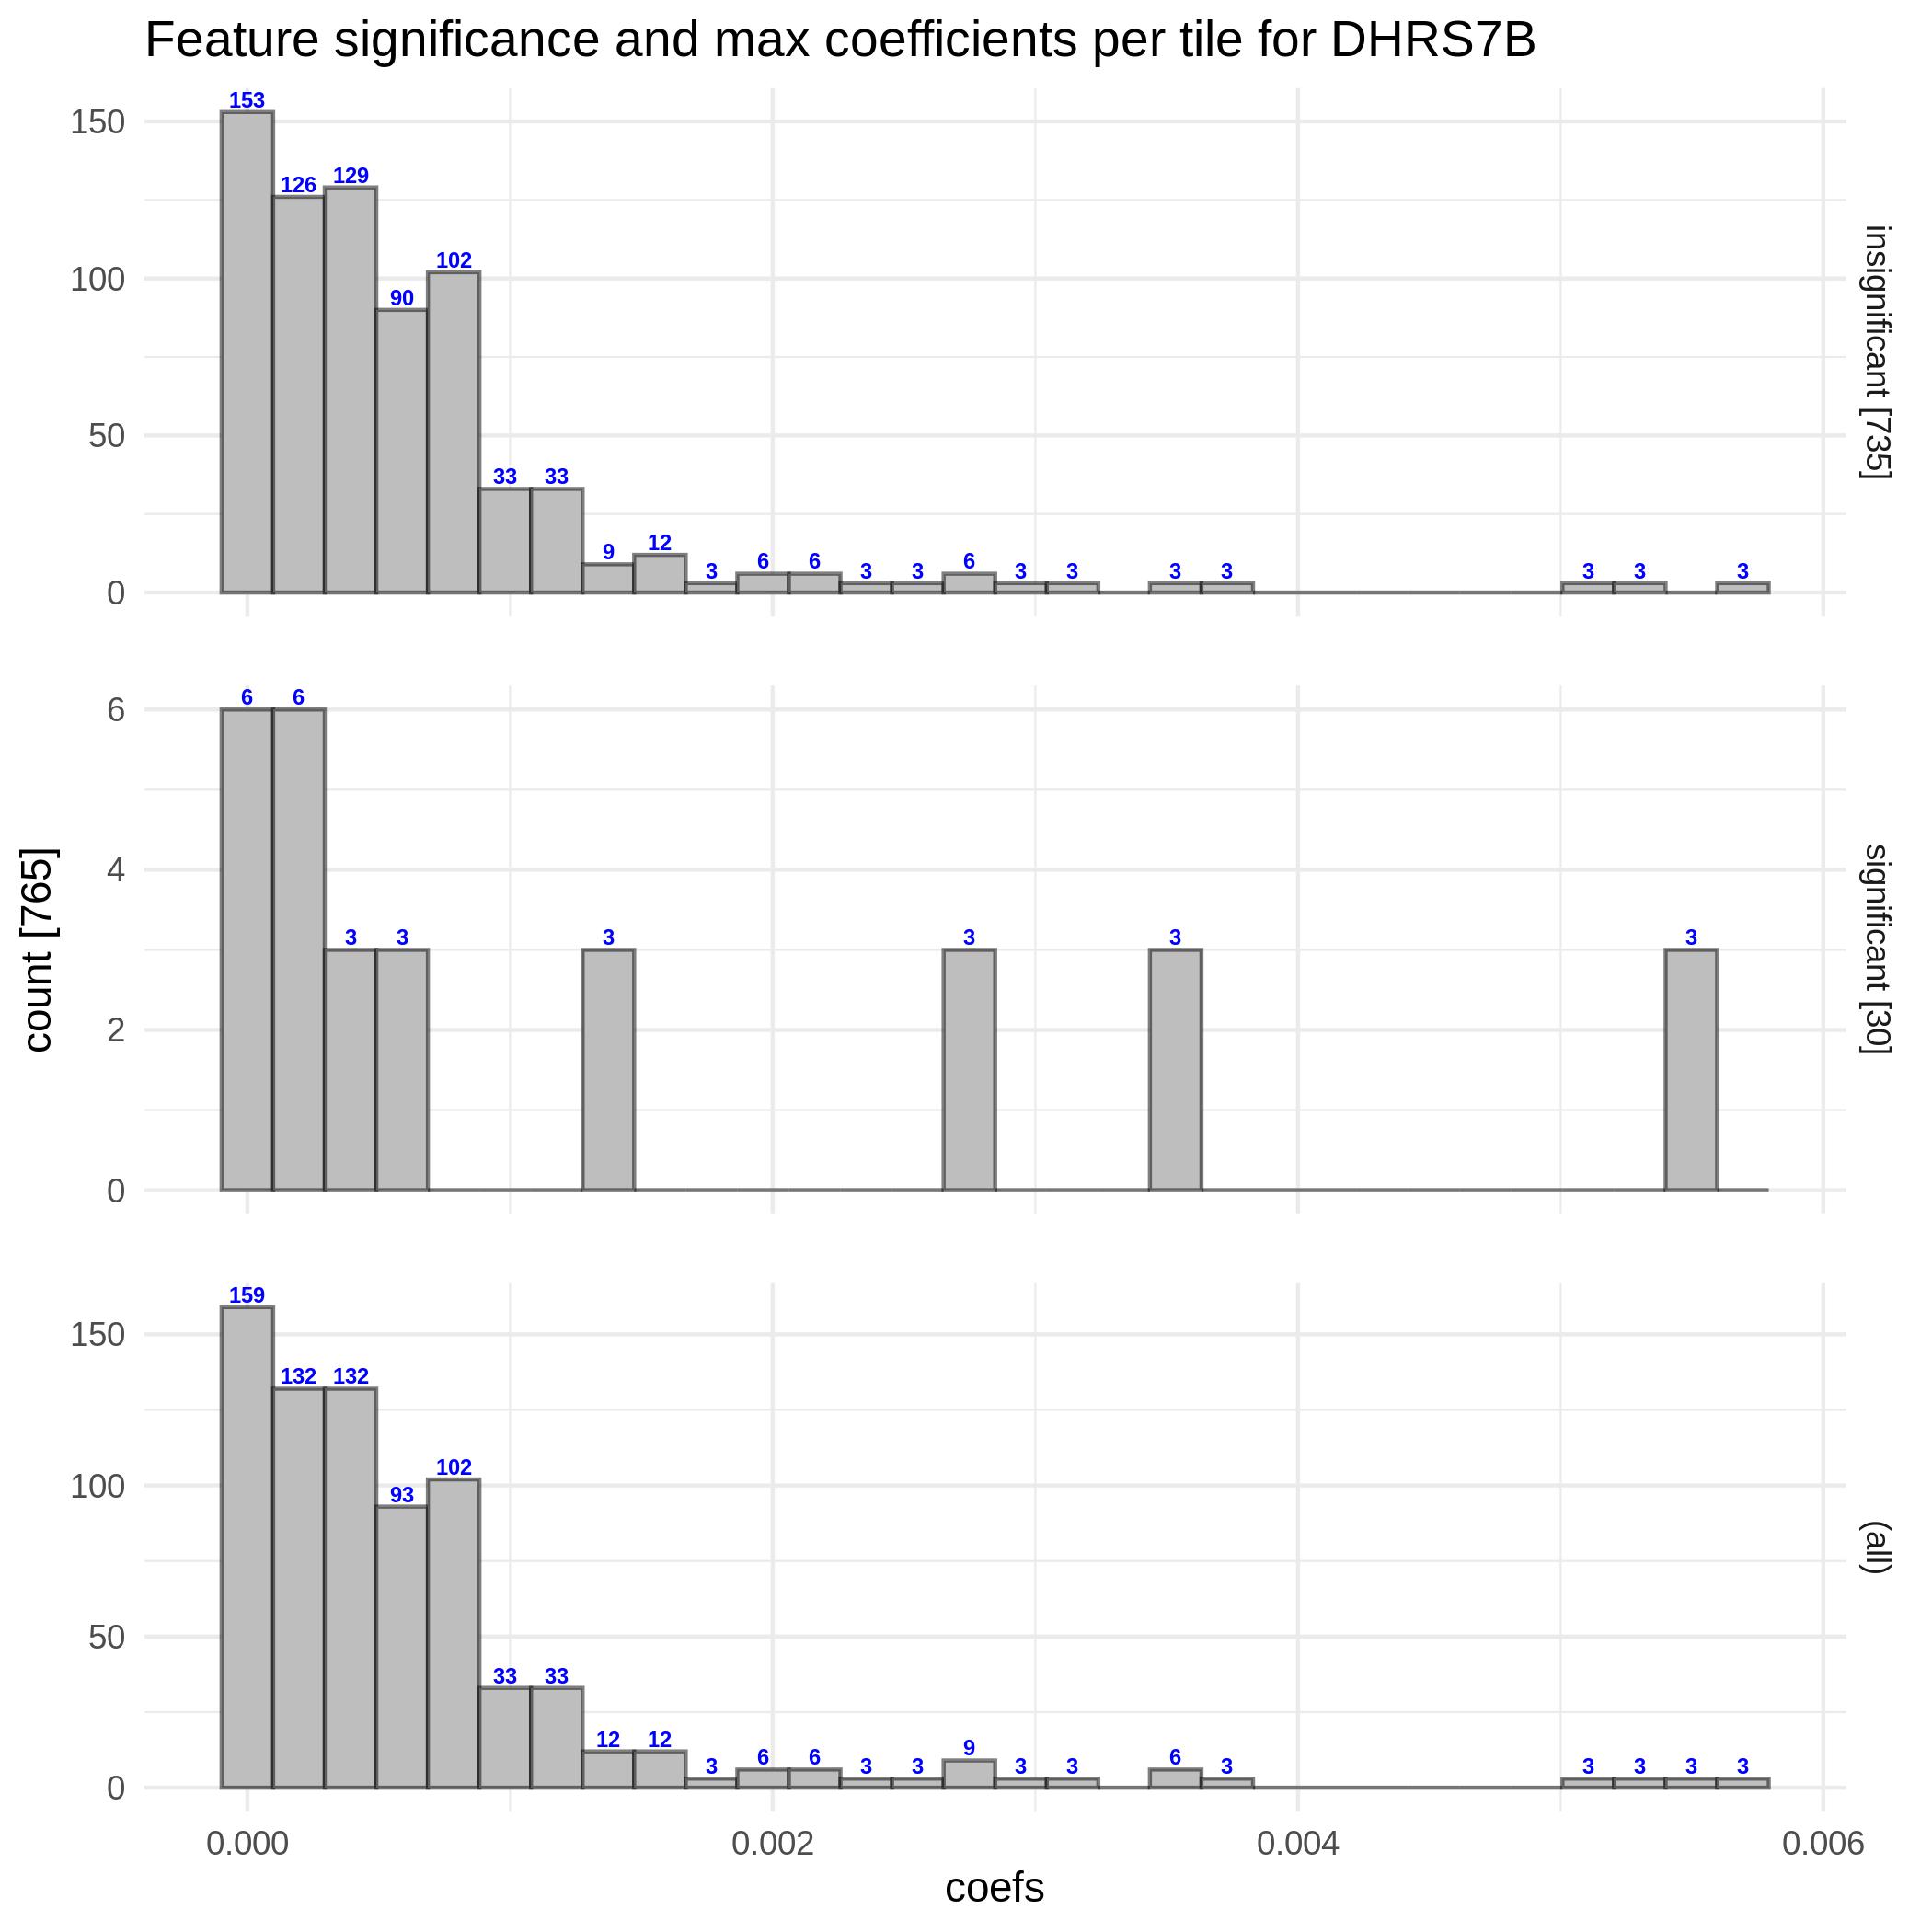 Feature significance and max coefficients per tile for DHRS7B
153
126 129
90
102
33 33
9 12 3 6 6 3 3 6 3 3 3 3 3 3 3
150
100
50
0
insignificant [735]
6 6
3 3 3 3 3 3
6
4
2
0
significant [30]
count [765]
159
132 132
93
102
33 33
12 12 3 6 6 3 3 9 3 3 6 3 3 3 3 3
150
100
50
0
(all)
0.000 0.002 0.004 0.006
coefs